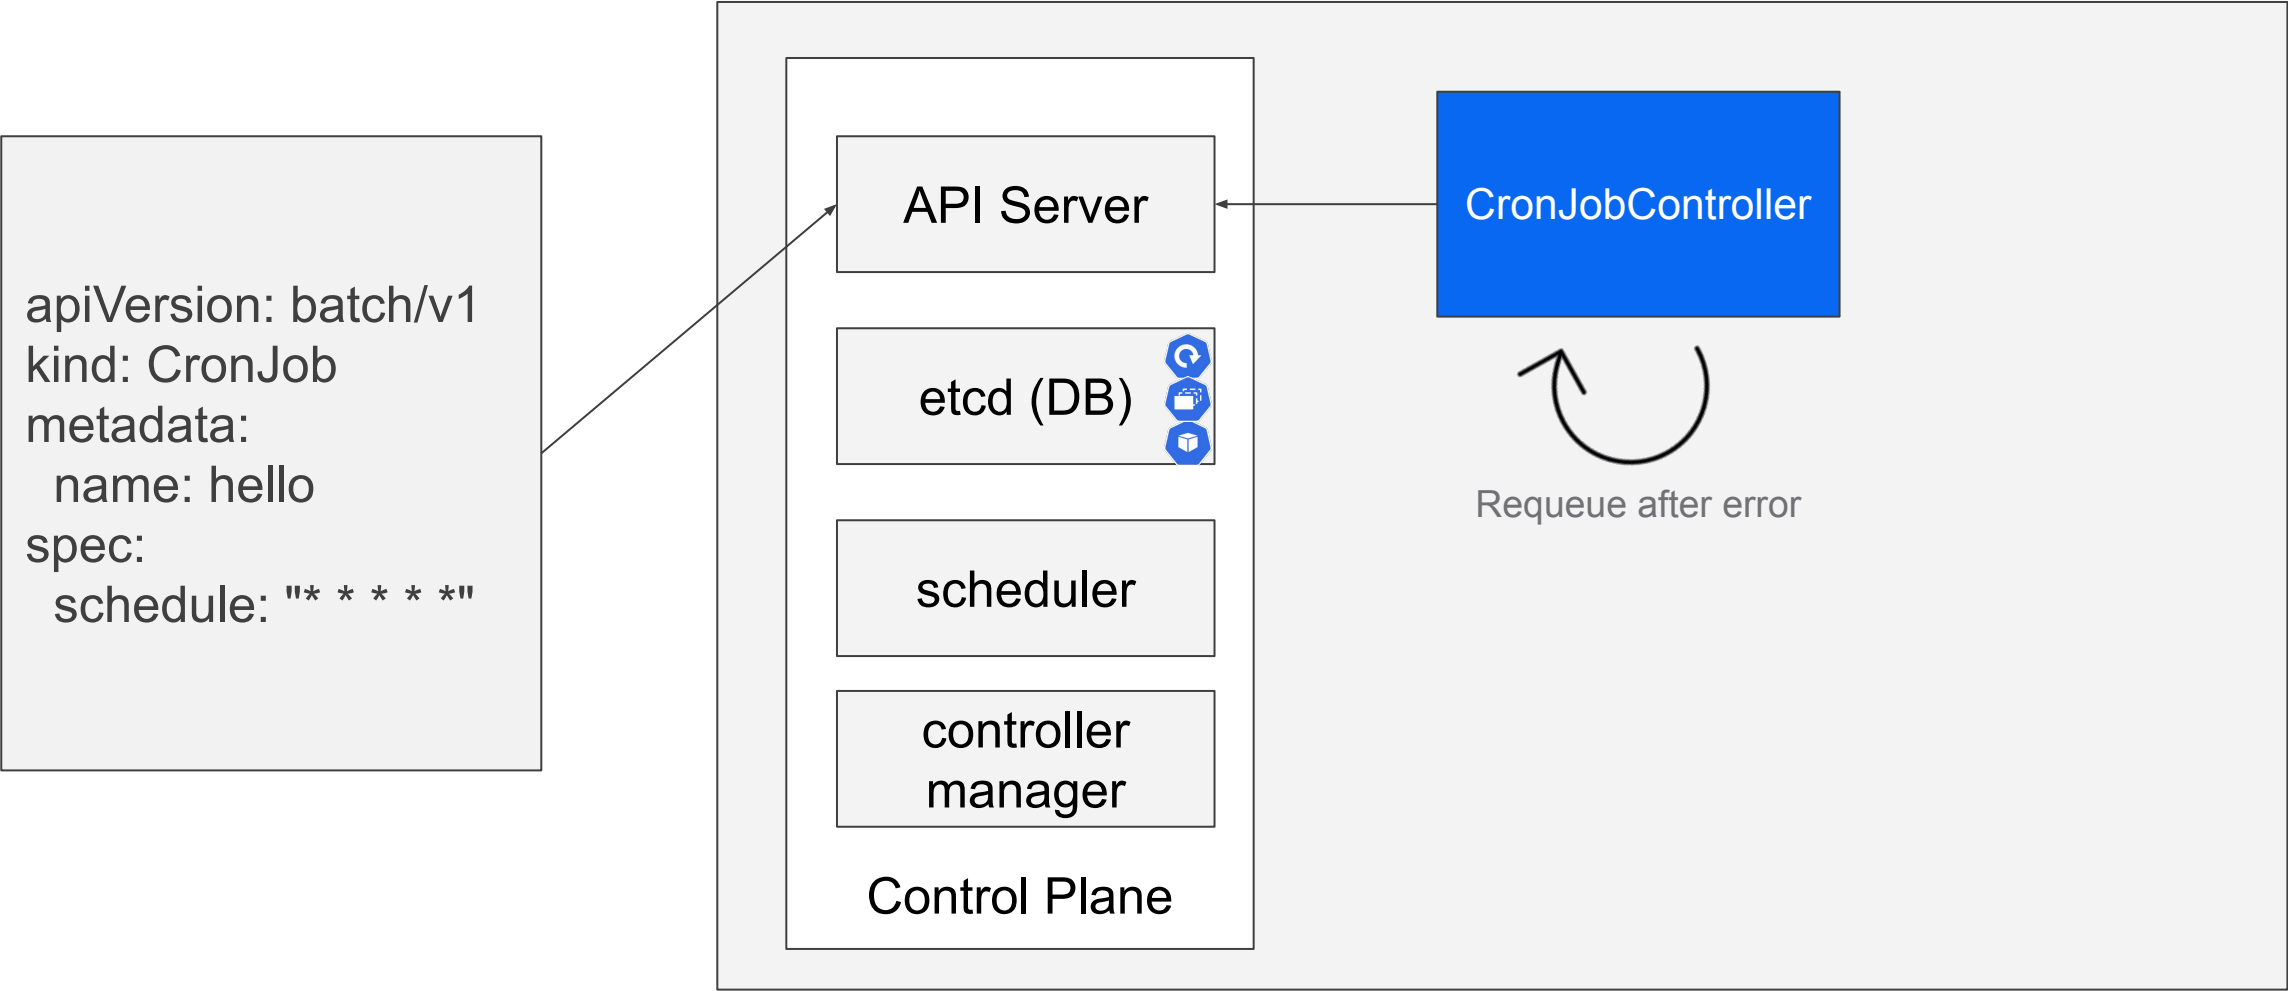 apiVersion: batch/v1
kind: CronJob
metadata:
  name: hello
spec:
  schedule: "* * * * *"
API Server
etcd (DB)
scheduler
controller
manager
Control Plane
CronJobController
Requeue after error